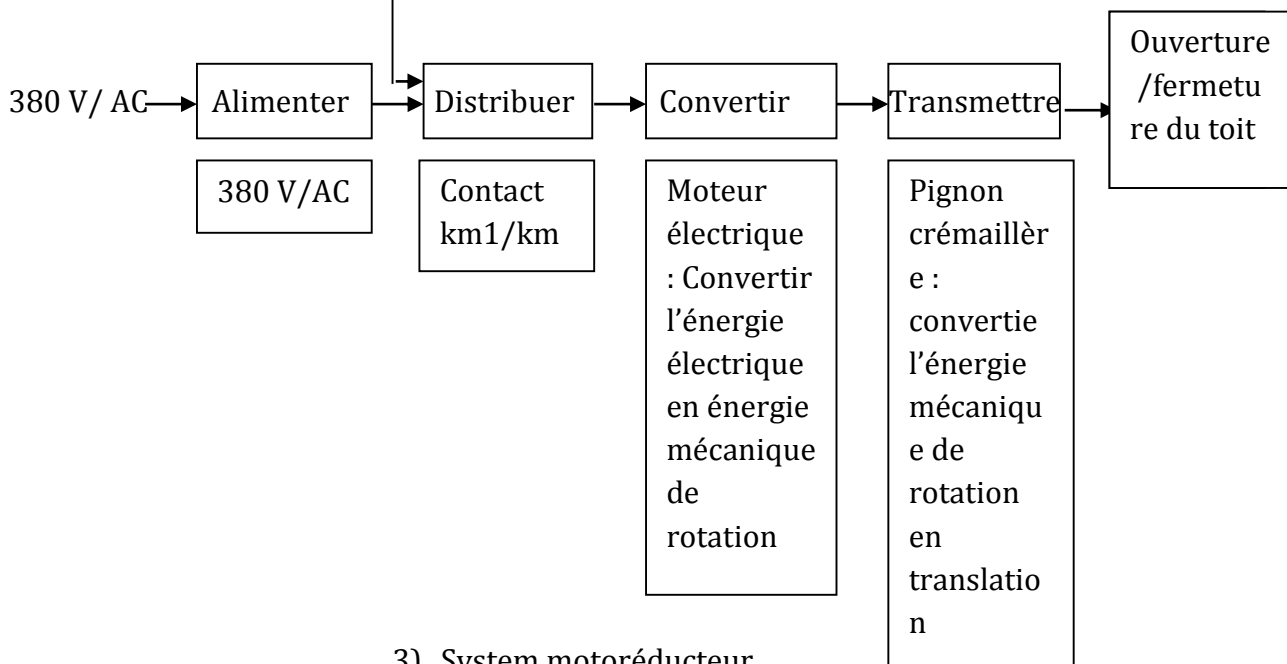 380 V/ AC
Alimenter
Distribuer
Convertir
Transmettre
Ouverture
/fermetu
re du toit
380 V/AC
Contact
km1/km
Moteur
électrique
: Convertir
l’énergie
électrique
en énergie
mécanique
de
rotation
Pignon
crémaillèr
e :
convertie
l’énergie
mécaniqu
e de
rotation
en
translatio
n
3) System motoréducteur